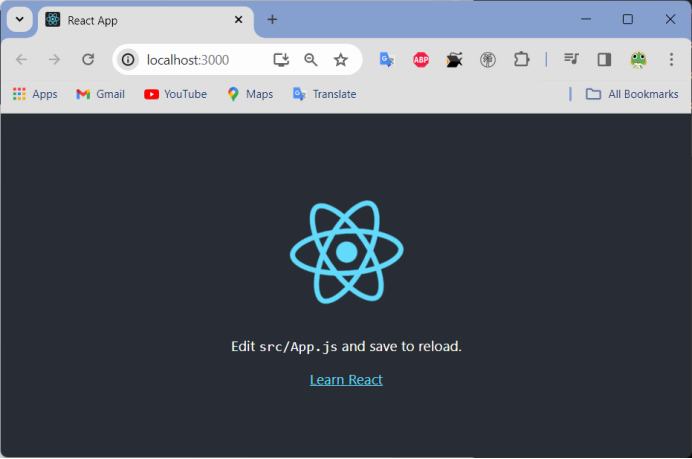 React App
localhost:3000
ABP
Apps
Gmail
YouTube
Maps
Translate
All Bookmarks
Edit src/App.js and save to reload.
Learn React